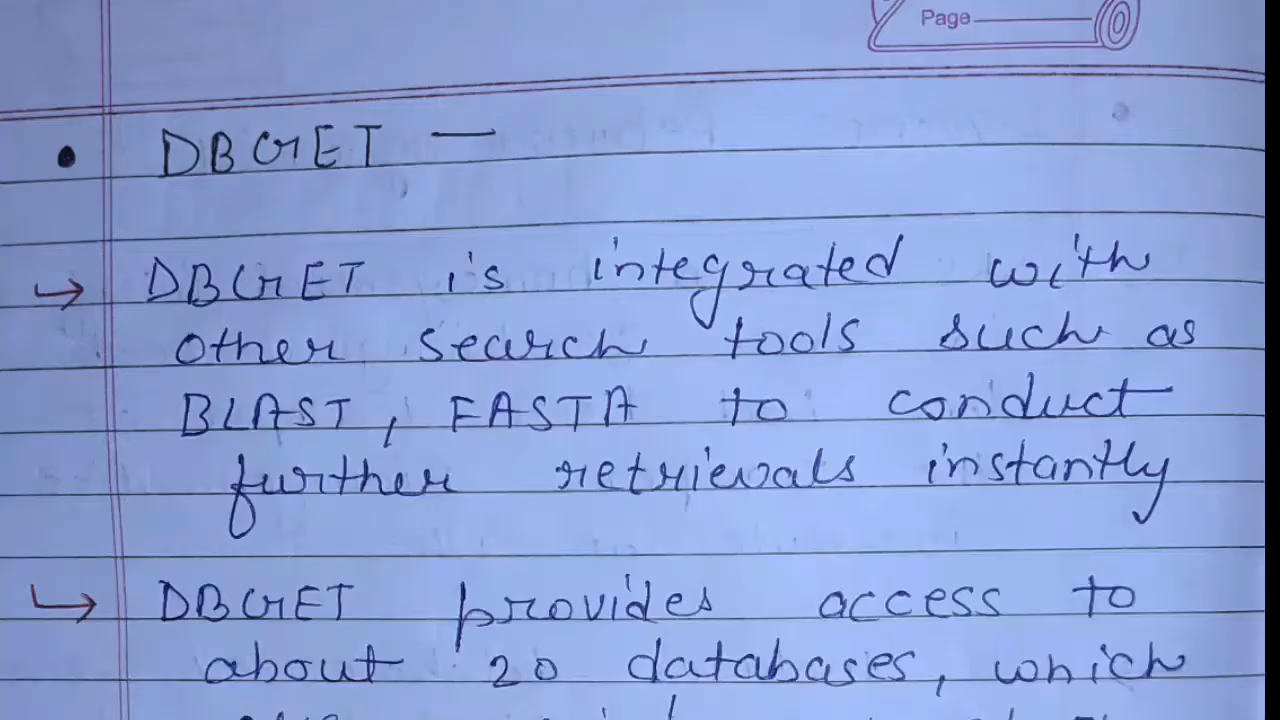 Page
• DBGET —
↪ DBGET is integrated with
other search tools such as
BLAST, FASTA to conduct
further retrievals instantly
↪ DBGET provides access to
about 20 databases, which